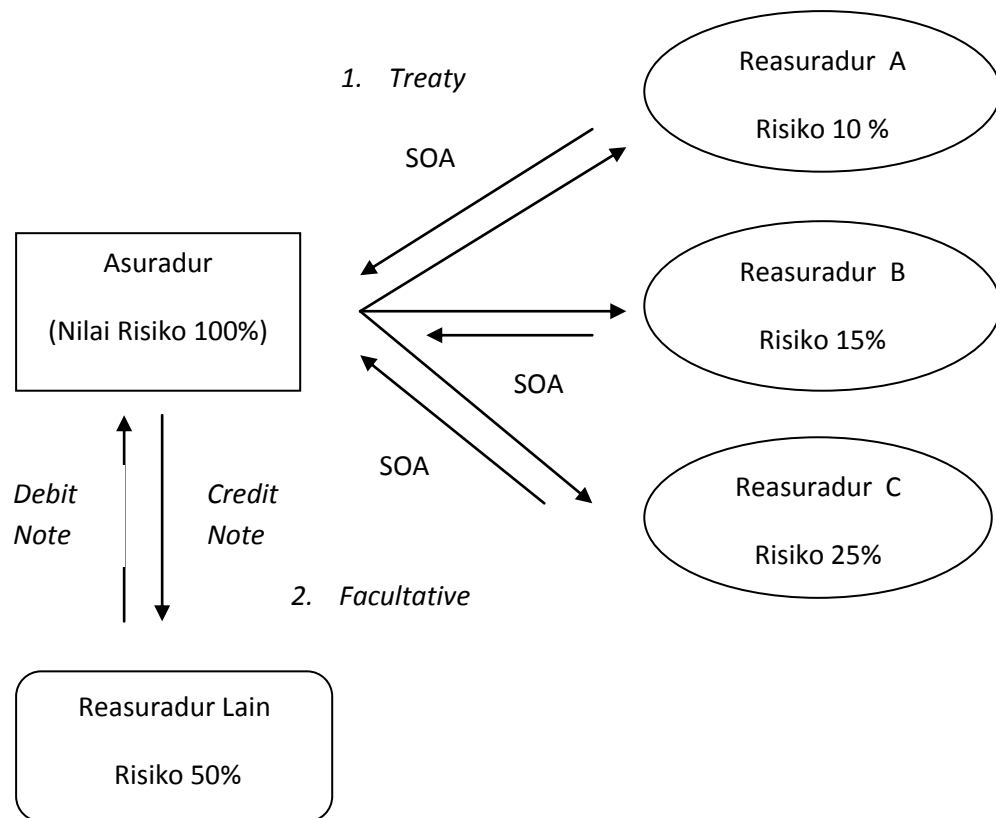 1. Treaty
Reasuradur A
Risiko 10 %
SOA
Asuradur
(Nilai Risiko 100%)
Reasuradur B
Risiko 15%
SOA
SOA
Reasuradur C
Risiko 25%
Debit
Note
Credit
Note
2. Facultative
Reasuradur Lain
Risiko 50%